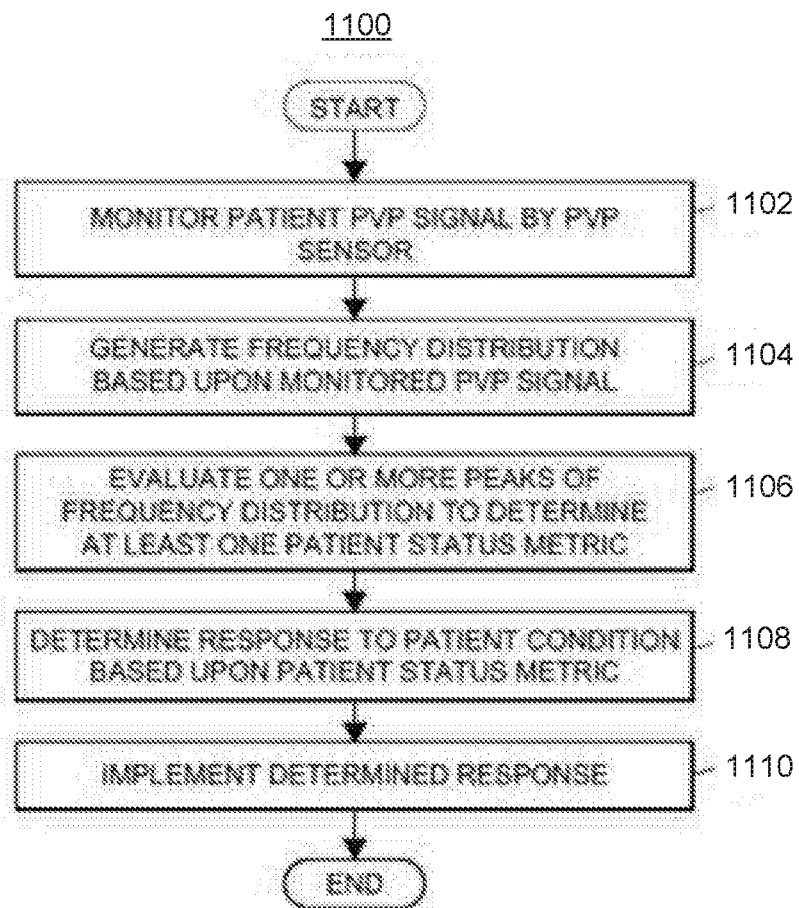 1100
START
MONITOR PATIENT PVP SIGNAL BY PVP
SENSOR
1102
GENERATE FREQUENCY DISTRIBUTION
BASED UPON MONITORED PVP SIGNAL
1104
EVALUATE ONE OR MORE PEAKS OF
FREQUENCY DISTRIBUTION TO DETERMINE
AT LEAST ONE PATIENT STATUS METRIC
1106
DETERMINE RESPONSE TO PATIENT CONDITION
BASED UPON PATIENT STATUS METRIC
1108
IMPLEMENT DETERMINED RESPONSE
1110
END